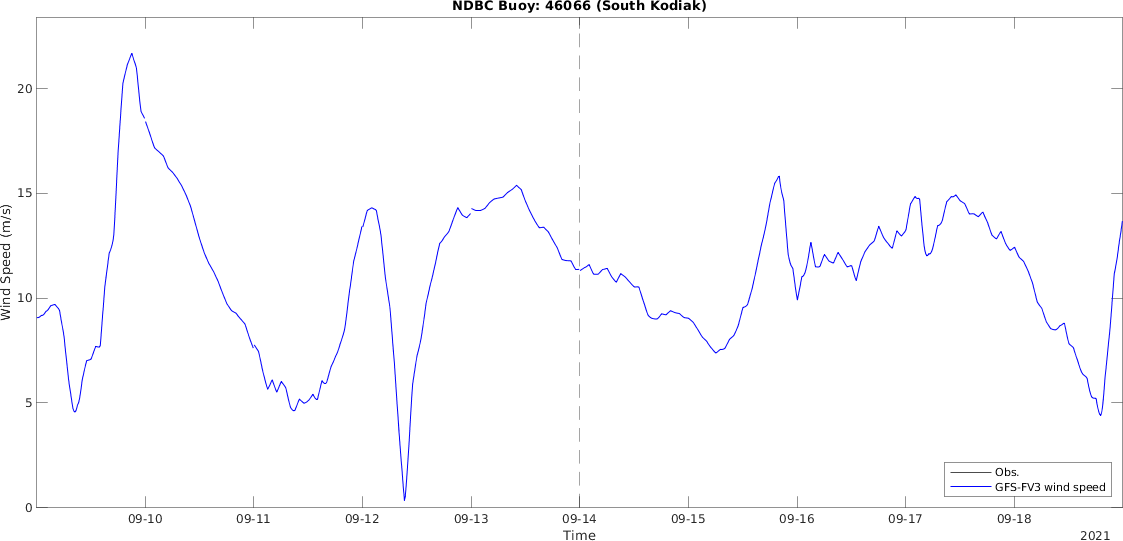 NDBC Buoy: 46066 (South Kodiak)
20
15
10
5
0
Wind Speed (m/s)
09-10 09-11 09-12 09-13 09-14 09-15 09-16 09-17 09-18
Time
2021
Obs.
GFS-FV3 wind speed